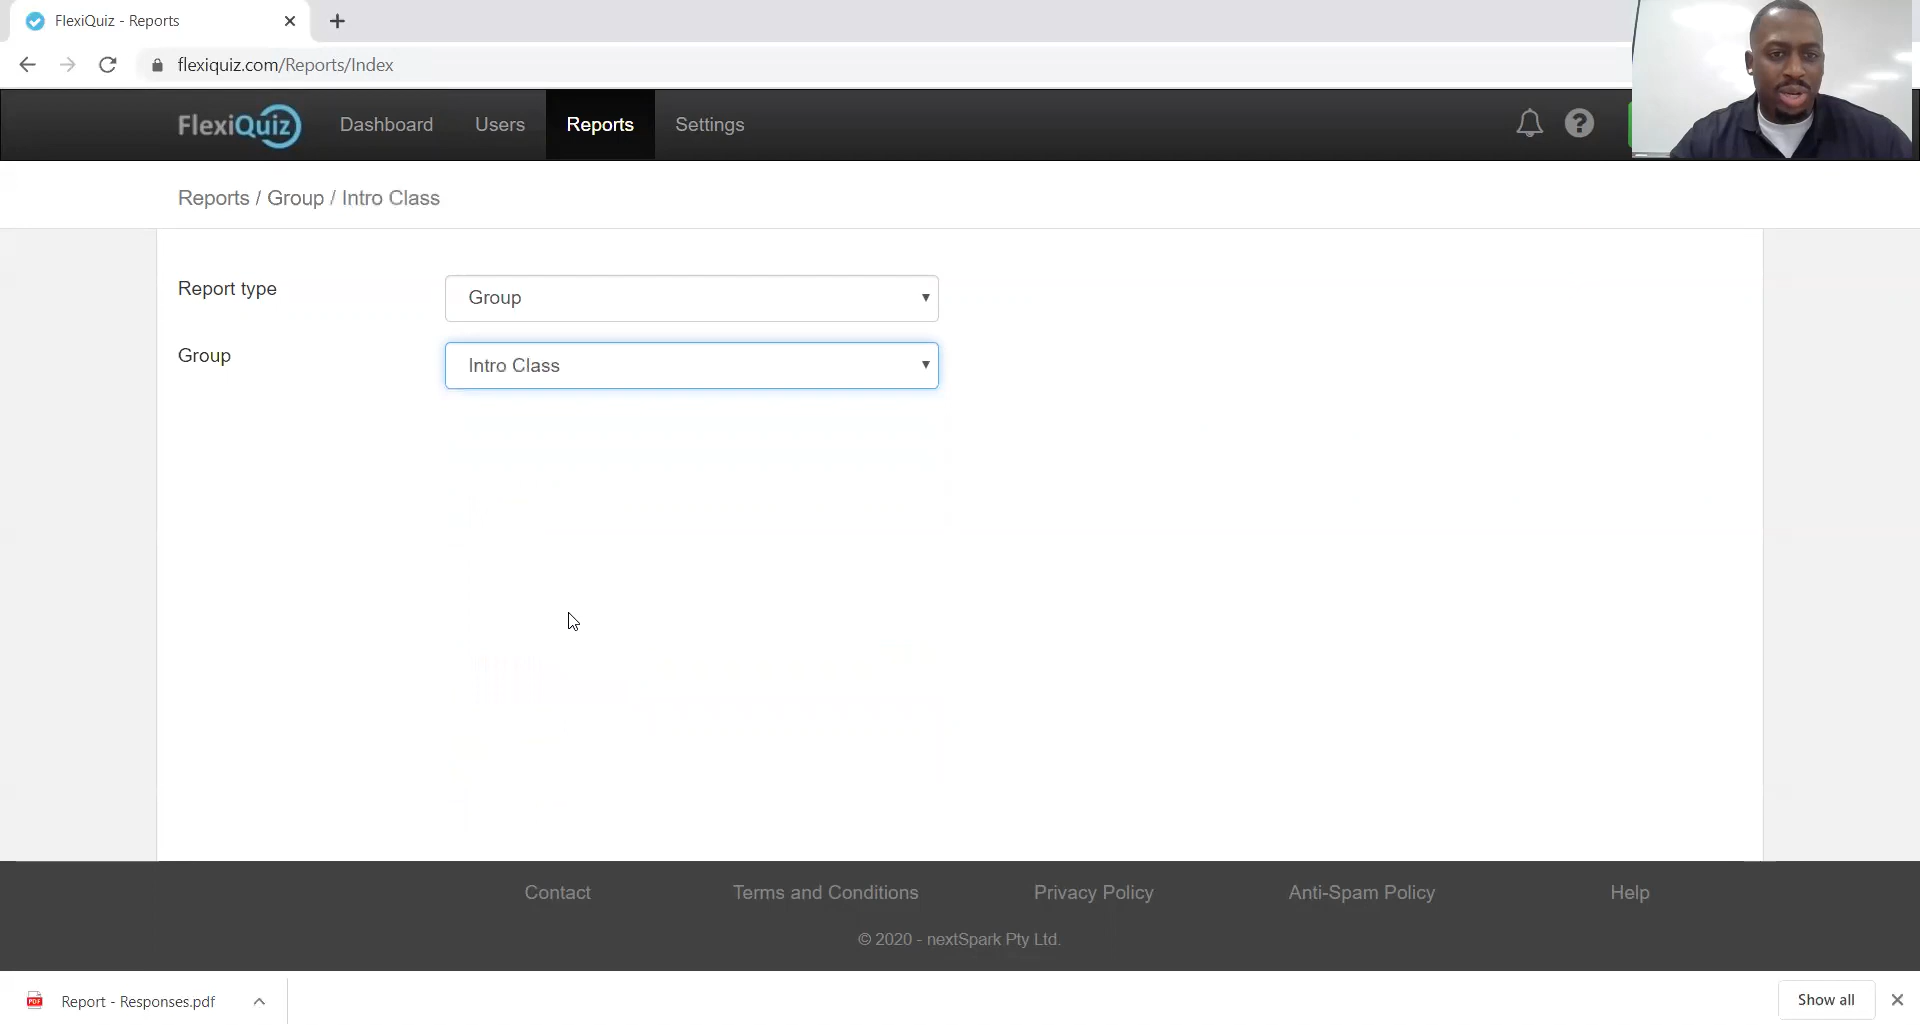 FlexiQuiz - Reports
flexiquiz.com/Reports/Index
FlexiQuiz Dashboard Users Reports Settings
Reports / Group / Intro Class
Report type Group
Group Intro Class
Contact Terms and Conditions Privacy Policy Anti-Spam Policy Help
© 2020 - nextSpark Pty Ltd.
PDF Report - Responses.pdf Show all